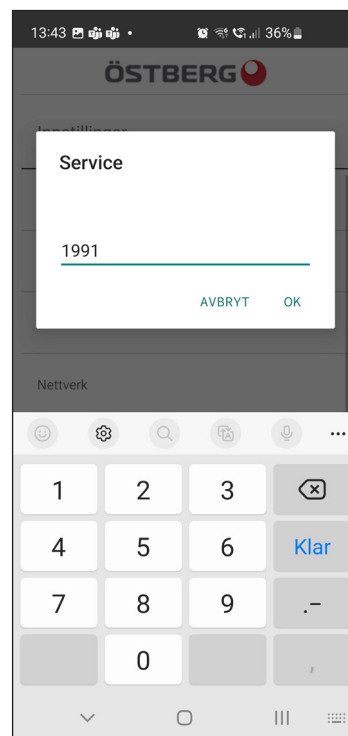 13:43 36%
ÖSTBERG
Innstillinger
Service
1991
AVBRYT OK
Nettverk
1 2 3
4 5 6 Klar
7 8 9 .–
0 ,